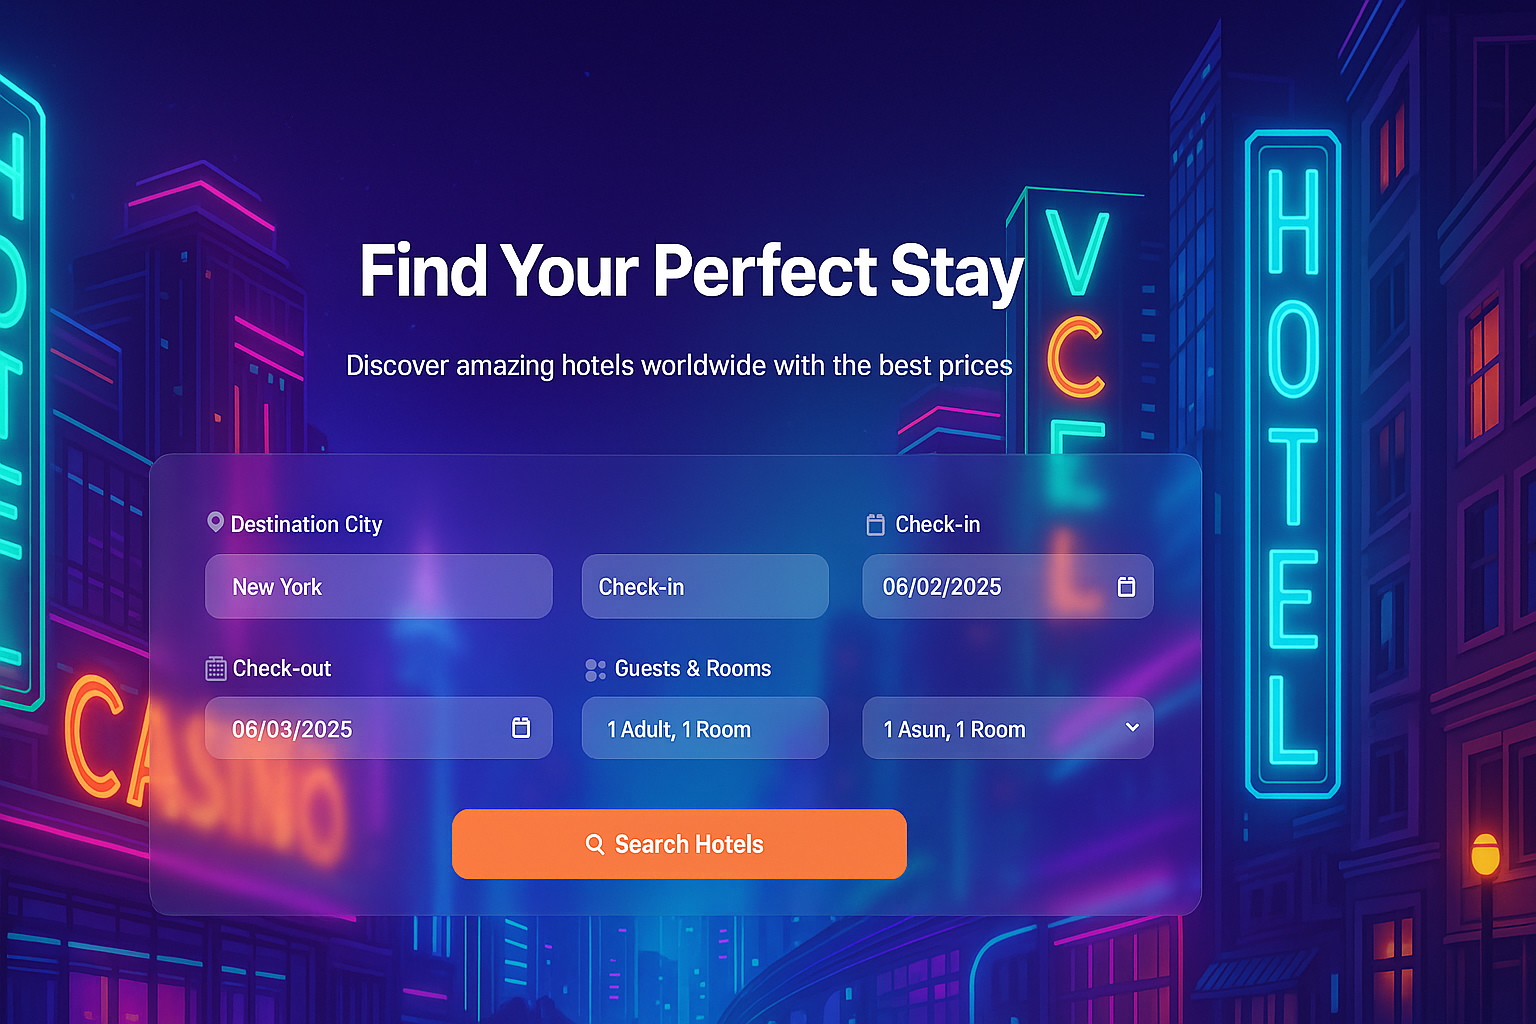 HOTEL
Find Your Perfect Stay
Discover amazing hotels worldwide with the best prices
VCEL
HOTEL
CASINO
Destination City
Check-in
New York
Check-in
06/02/2025
Check-out
Guests & Rooms
06/03/2025
1 Adult, 1 Room
1 Asun, 1 Room
Search Hotels